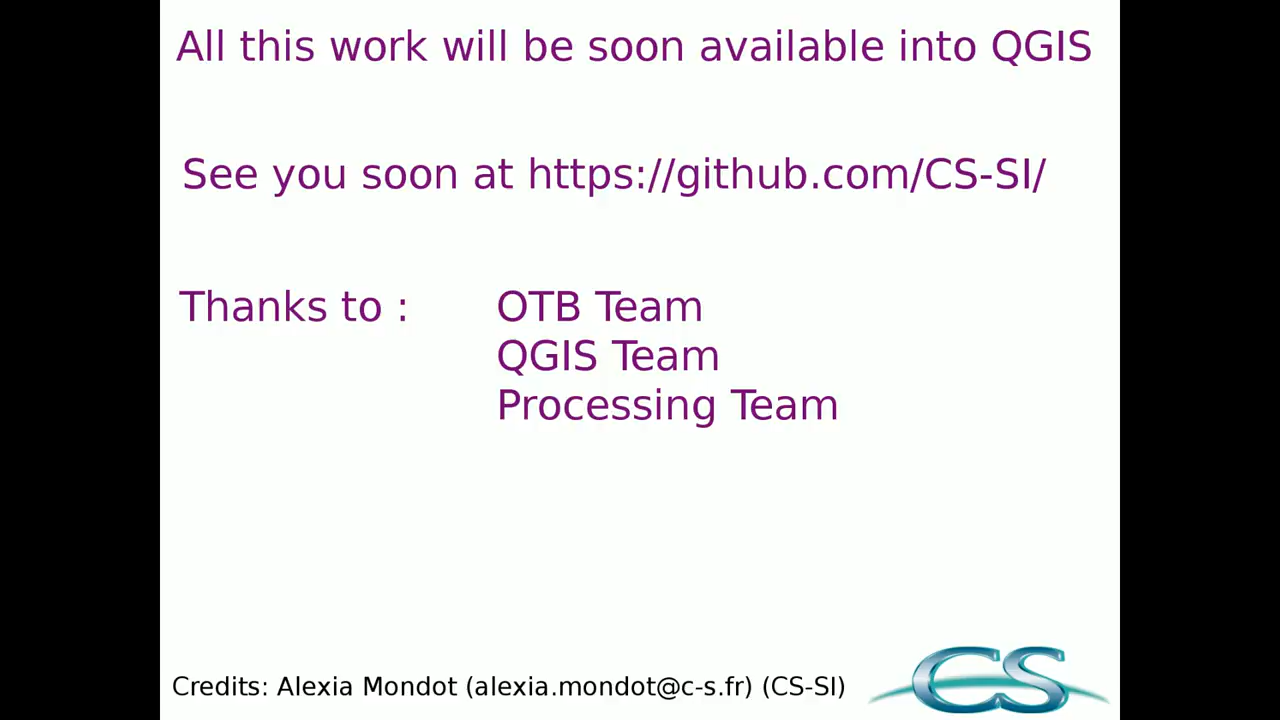 All this work will be soon available into QGIS
See you soon at https://github.com/CS-SI/
Thanks to : OTB Team
QGIS Team
Processing Team
Credits: Alexia Mondot (alexia.mondot@c-s.fr) (CS-SI)
CS